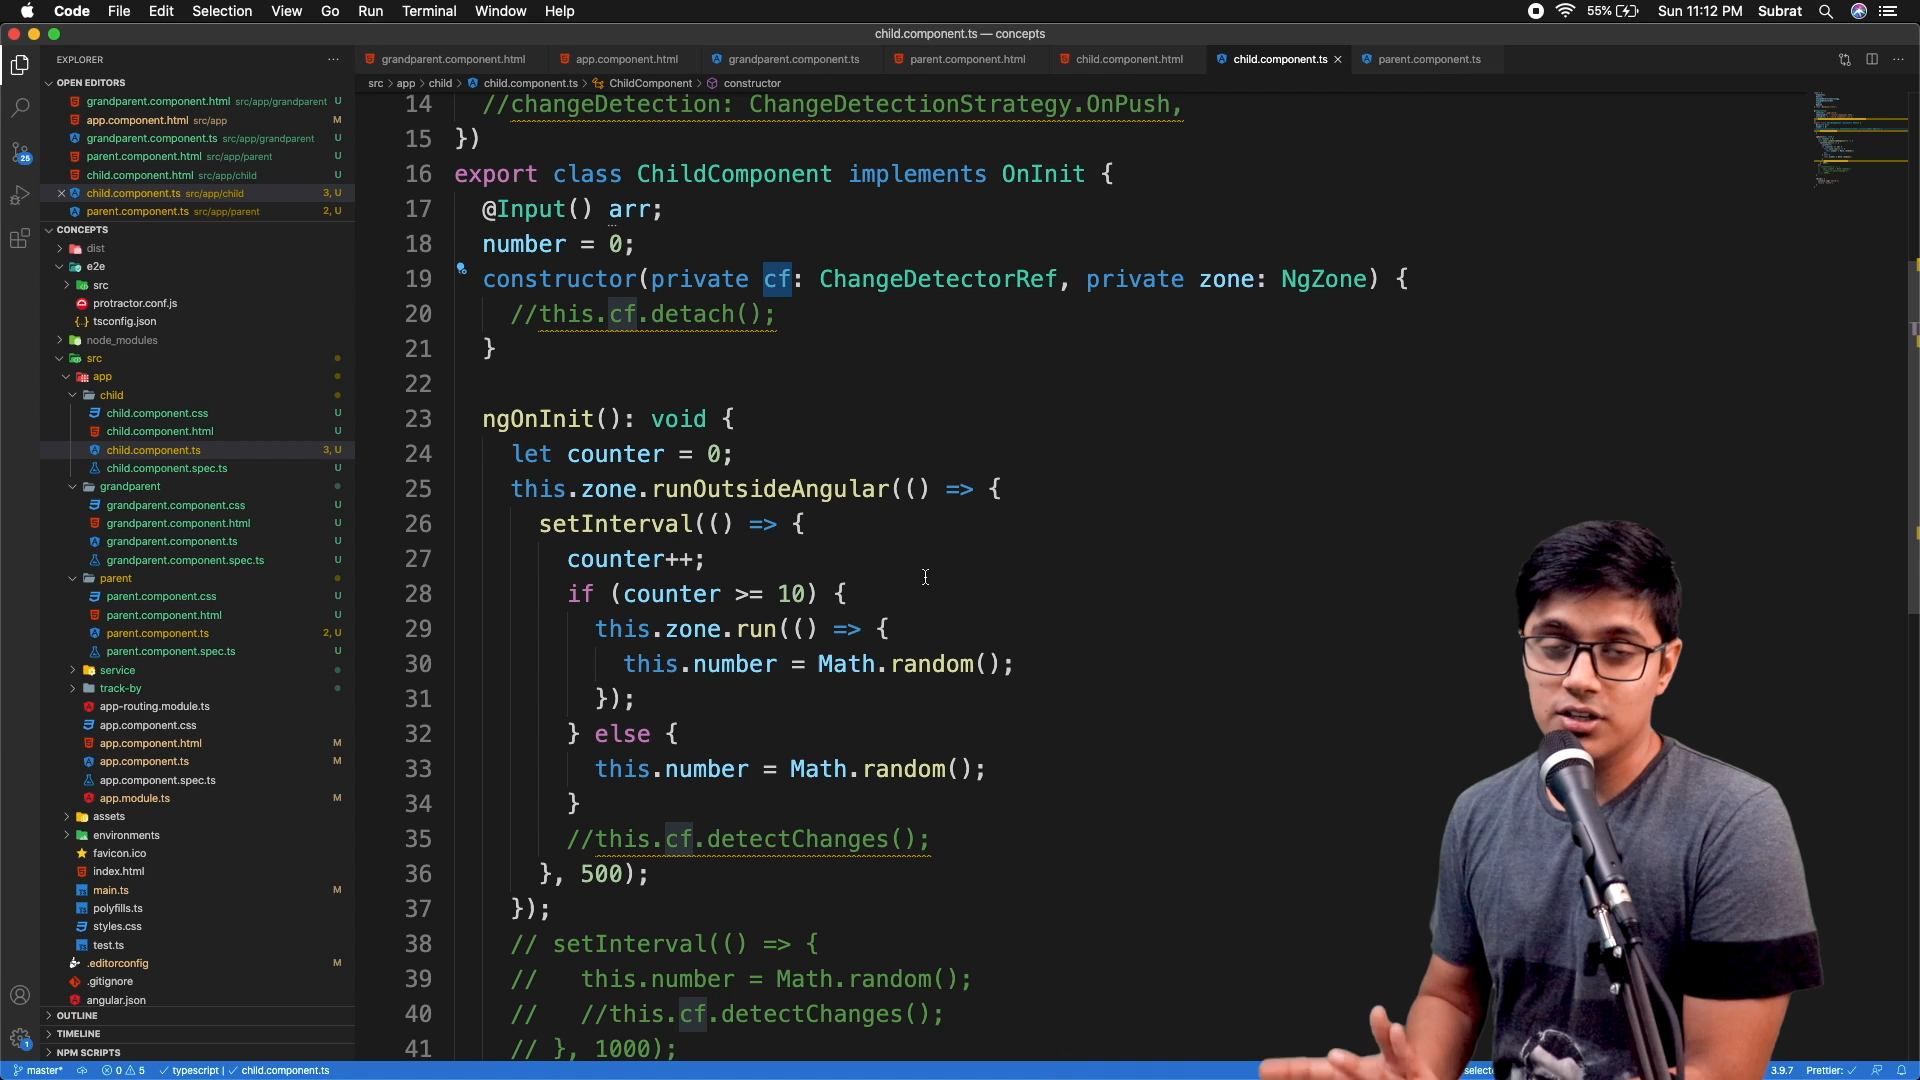 Code File Edit Selection View Go Run Terminal Window Help
55% Sun 11:12 PM Subrat
child.component.ts — concepts
EXPLORER
grandparent.component.html app.component.html grandparent.component.ts parent.component.html child.component.html child.component.ts parent.component.ts
src > app > child > child.component.ts > ChildComponent > constructor
OPEN EDITORS
grandparent.component.html src/app/grandparent U
app.component.html src/app M
grandparent.component.ts src/app/grandparent U
parent.component.html src/app/parent U
child.component.html src/app/child U
child.component.ts src/app/child 3, U
parent.component.ts src/app/parent 2, U
CONCEPTS
dist
e2e
src
protractor.conf.js
{..} tsconfig.json
node_modules
src
app
child
child.component.css U
child.component.html U
child.component.ts 3, U
child.component.spec.ts U
grandparent
grandparent.component.css U
grandparent.component.html U
grandparent.component.ts U
grandparent.component.spec.ts U
parent
parent.component.css U
parent.component.html U
parent.component.ts 2, U
parent.component.spec.ts U
service
track-by
app-routing.module.ts
app.component.css
app.component.html M
app.component.ts M
app.component.spec.ts
app.module.ts M
assets
environments
favicon.ico
index.html
main.ts M
polyfills.ts
styles.css
test.ts
.editorconfig M
.gitignore
angular.json
OUTLINE
TIMELINE
NPM SCRIPTS
25
1
14 //changeDetection: ChangeDetectionStrategy.OnPush,
15 })
16 export class ChildComponent implements OnInit {
17 @Input() arr;
18 number = 0;
19 constructor(private cf: ChangeDetectorRef, private zone: NgZone) {
20 //this.cf.detach();
21 }
22
23 ngOnInit(): void {
24 let counter = 0;
25 this.zone.runOutsideAngular(() => {
26 setInterval(() => {
27 counter++;
28 if (counter >= 10) {
29 this.zone.run(() => {
30 this.number = Math.random();
31 });
32 } else {
33 this.number = Math.random();
34 }
35 //this.cf.detectChanges();
36 }, 500);
37 });
38 // setInterval(() => {
39 // this.number = Math.random();
40 // //this.cf.detectChanges();
41 // }, 1000);
master* 0 5 typescript | child.component.ts
3.9.7 Prettier: